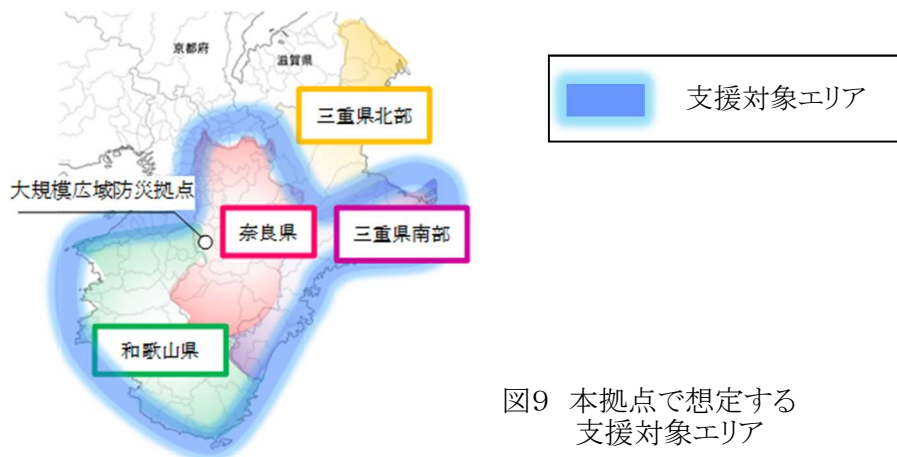 京都府
滋賀県
三重県北部
支援対象エリア
大規模広域防災拠点
奈良県
三重県南部
和歌山県
図9 本拠点で想定する
支援対象エリア